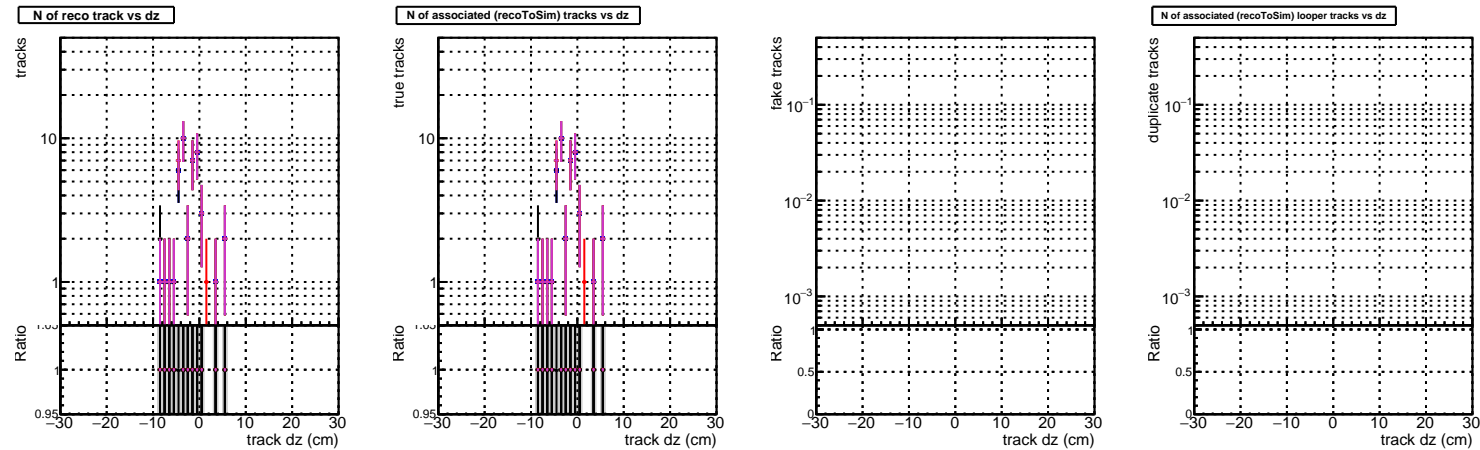 N of reco track vs dz
tracks
10
1
1.05
Ratio
1
0.95
−30 −20 −10 0 10 20 30
track dz (cm)
N of associated (recoToSim) tracks vs dz
true tracks
10
1
1.05
Ratio
1
0.95
−30 −20 −10 0 10 20 30
track dz (cm)
fake tracks
10−1
10−2
10−3
Ratio
1
0.5
0
−30 −20 −10 0 10 20 30
track dz (cm)
N of associated (recoToSim) looper tracks vs dz
duplicate tracks
10−1
10−2
10−3
Ratio
1
0.5
0
−30 −20 −10 0 10 20 30
track dz (cm)